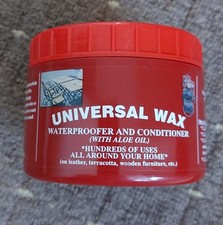 UNIVERSAL WAX
WATERPROOFER AND CONDITIONER
(WITH ALOE OIL)
*HUNDREDS OF USES
ALL AROUND YOUR HOME*
(on leather, terracotta, wooden furniture, etc.)